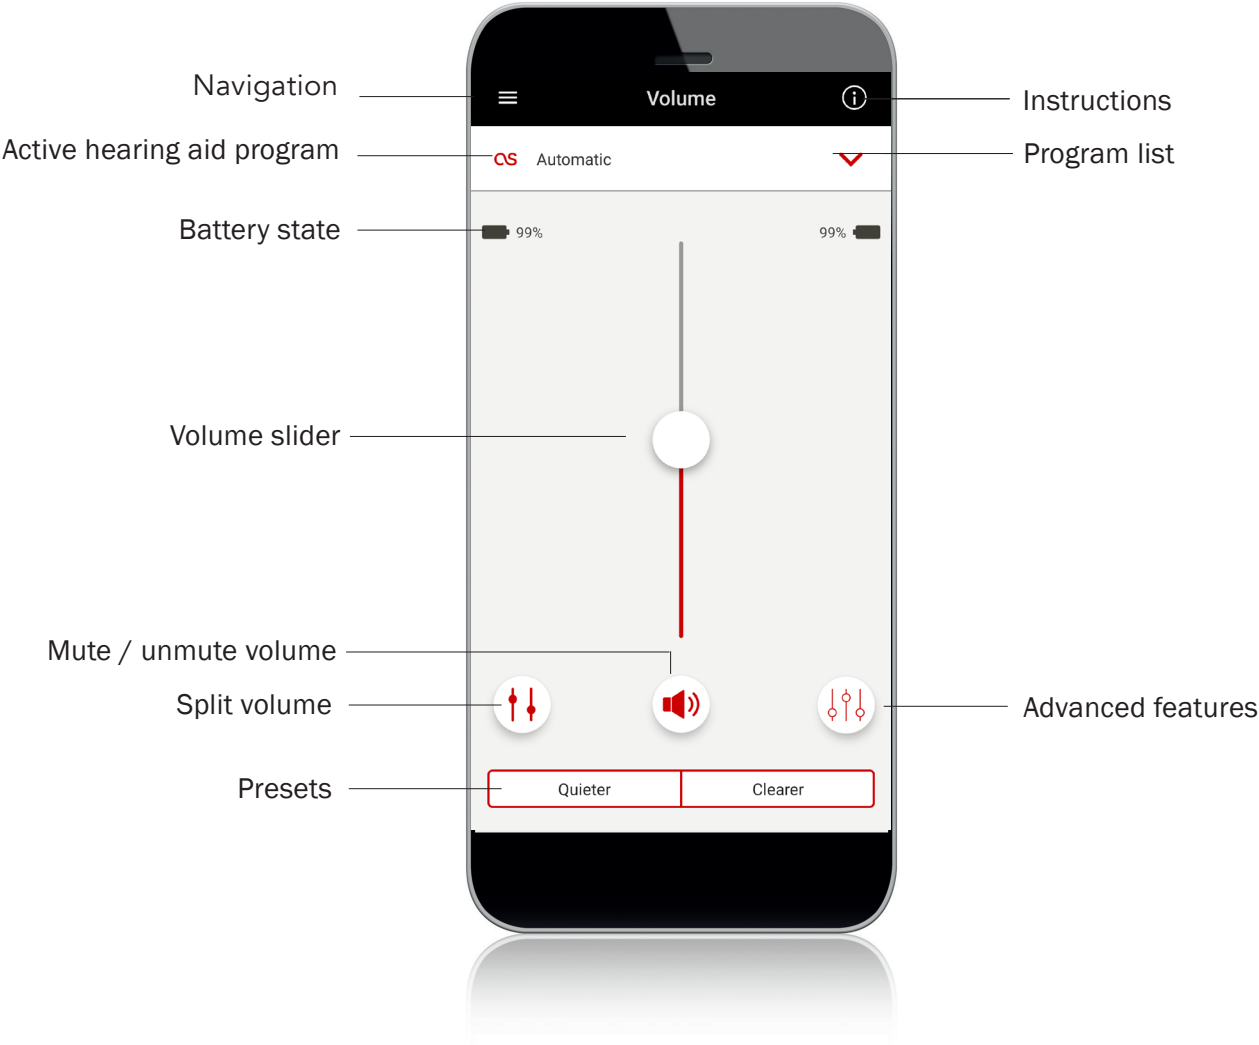 Navigation
Volume
Instructions
Active hearing aid program
Automatic
Program list
Battery state
99%
99%
Volume slider
Mute / unmute volume
Split volume
Advanced features
Presets
Quieter
Clearer